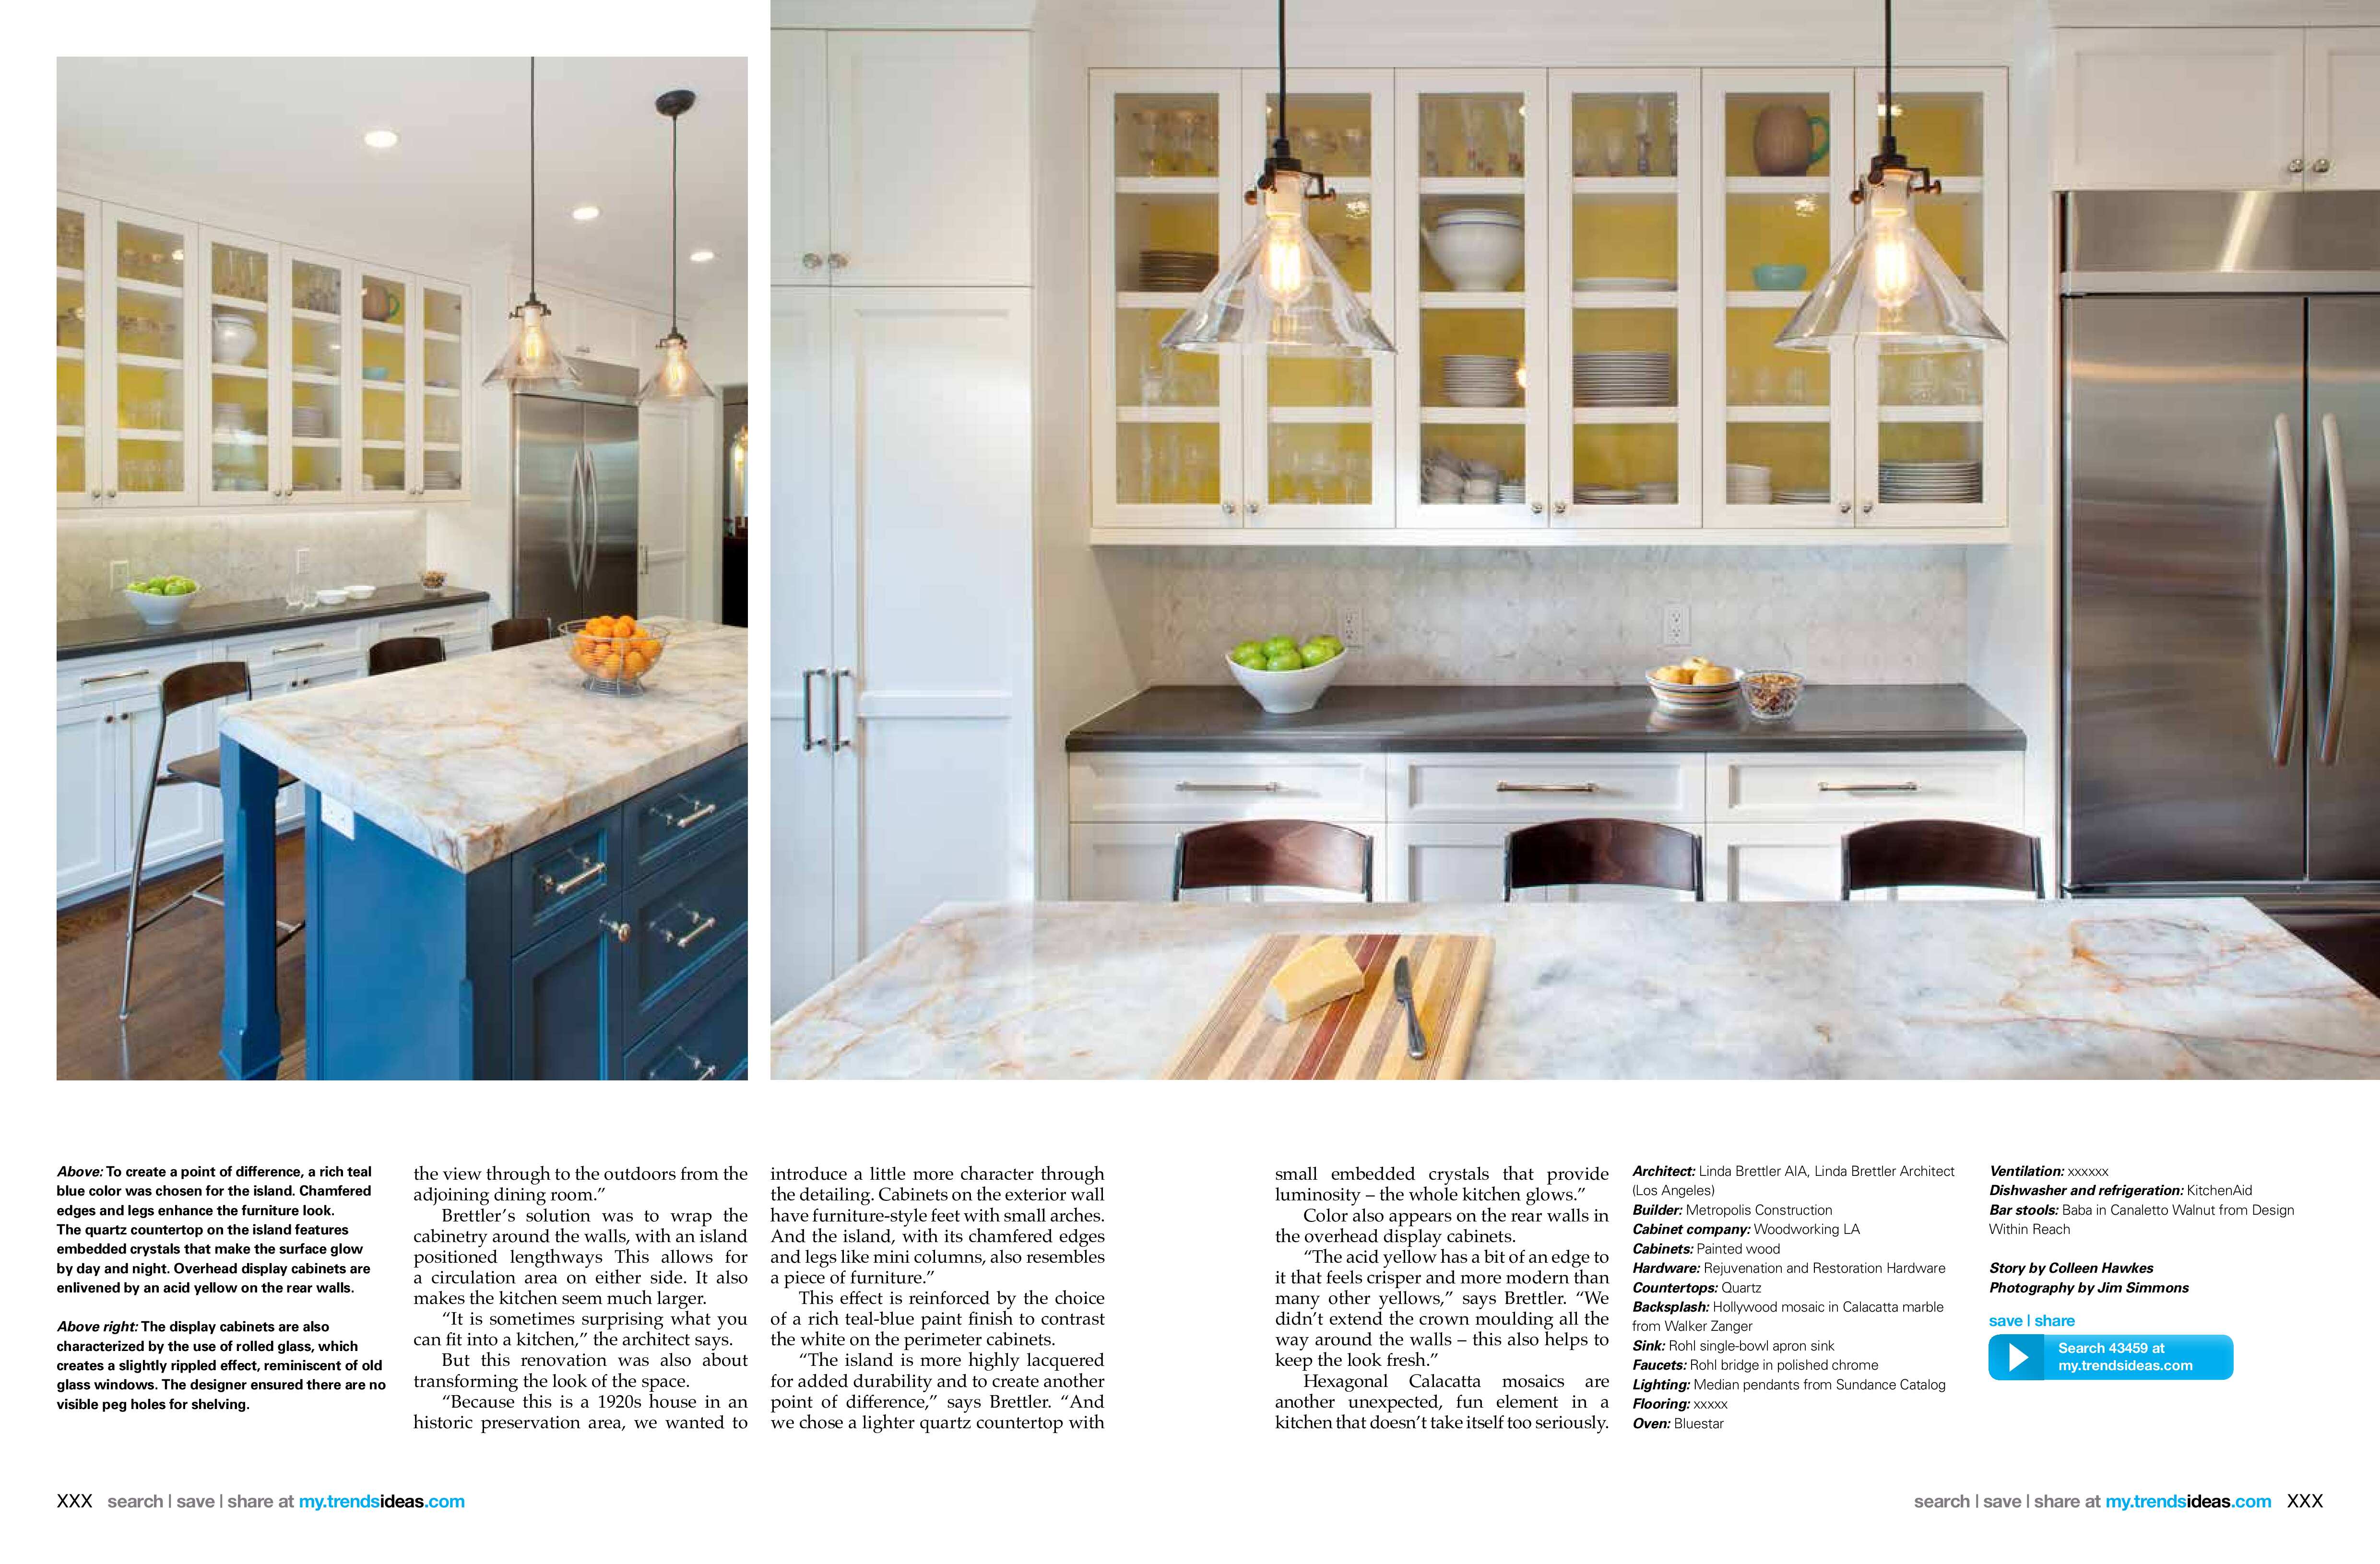 Above: To create a point of difference, a rich teal
blue color was chosen for the island. Chamfered
edges and legs enhance the furniture look.
The quartz countertop on the island features
embedded crystals that make the surface glow
by day and night. Overhead display cabinets are
enlivened by an acid yellow on the rear walls.
Above right: The display cabinets are also
characterized by the use of rolled glass, which
creates a slightly rippled effect, reminiscent of old
glass windows. The designer ensured there are no
visible peg holes for shelving.
the view through to the outdoors from the
adjoining dining room.”
Brettler’s solution was to wrap the
cabinetry around the walls, with an island
positioned lengthways This allows for
a circulation area on either side. It also
makes the kitchen seem much larger.
“It is sometimes surprising what you
can fit into a kitchen,” the architect says.
But this renovation was also about
transforming the look of the space.
“Because this is a 1920s house in an
historic preservation area, we wanted to
introduce a little more character through
the detailing. Cabinets on the exterior wall
have furniture-style feet with small arches.
And the island, with its chamfered edges
and legs like mini columns, also resembles
a piece of furniture.”
This effect is reinforced by the choice
of a rich teal-blue paint finish to contrast
the white on the perimeter cabinets.
“The island is more highly lacquered
for added durability and to create another
point of difference,” says Brettler. “And
we chose a lighter quartz countertop with
small embedded crystals that provide
luminosity – the whole kitchen glows.”
Color also appears on the rear walls in
the overhead display cabinets.
“The acid yellow has a bit of an edge to
it that feels crisper and more modern than
many other yellows,” says Brettler. “We
didn’t extend the crown moulding all the
way around the walls – this also helps to
keep the look fresh.”
Hexagonal Calacatta mosaics are
another unexpected, fun element in a
kitchen that doesn’t take itself too seriously.
Architect: Linda Brettler AIA, Linda Brettler Architect
(Los Angeles)
Builder: Metropolis Construction
Cabinet company: Woodworking LA
Cabinets: Painted wood
Hardware: Rejuvenation and Restoration Hardware
Countertops: Quartz
Backsplash: Hollywood mosaic in Calacatta marble
from Walker Zanger
Sink: Rohl single-bowl apron sink
Faucets: Rohl bridge in polished chrome
Lighting: Median pendants from Sundance Catalog
Flooring: xxxxx
Oven: Bluestar
Ventilation: xxxxxx
Dishwasher and refrigeration: KitchenAid
Bar stools: Baba in Canaletto Walnut from Design
Within Reach
Story by Colleen Hawkes
Photography by Jim Simmons
save | share
Search 43459 at
my.trendsideas.com
XXX search | save | share at my.trendsideas.com
search | save | share at my.trendsideas.com XXX